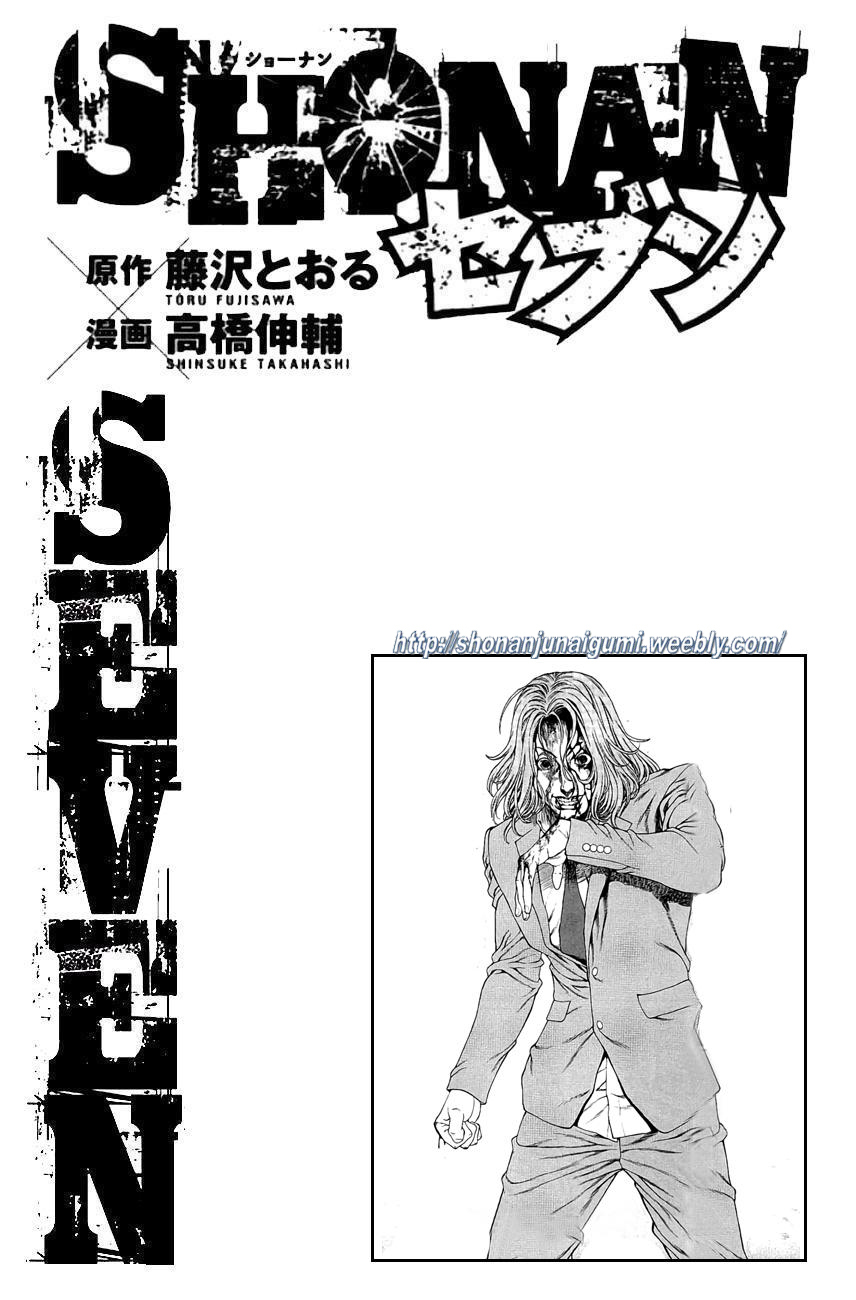 ショーナン
SHONAN
セブン
原作 藤沢とおる
TORU FUJISAWA
漫画 高橋伸輔
SHINSUKE TAKAHASHI
SEVEN
http://shonanjunaigumi.weebly.com/